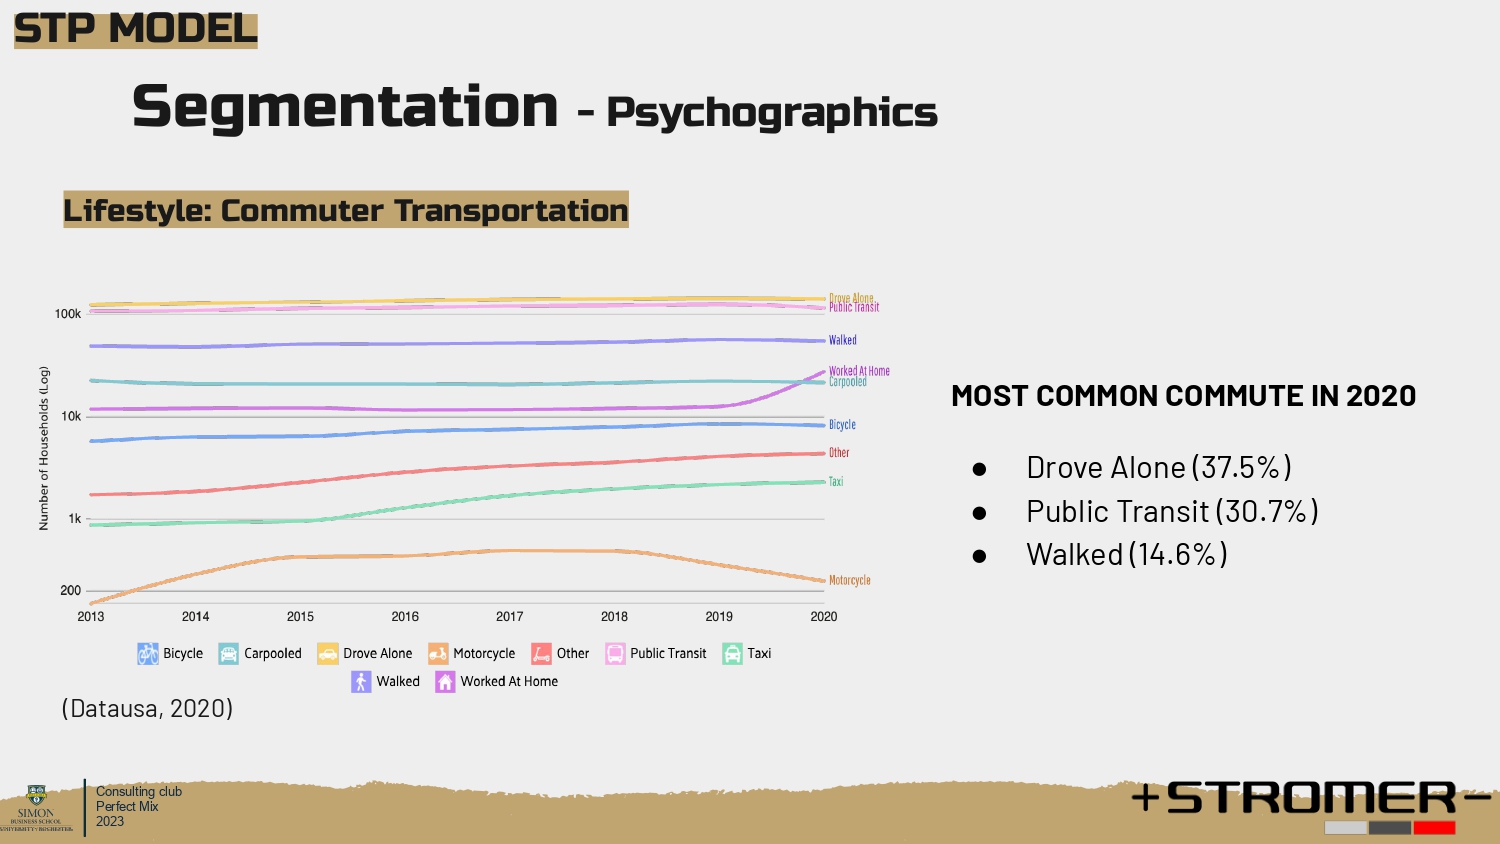 STP MODEL
Segmentation - Psychographics
Lifestyle: Commuter Transportation
Number of Households (Log)
100k
10k
1k
200
2013 2014 2015 2016 2017 2018 2019 2020
Drove Alone
Public Transit
Walked
Worked At Home
Carpooled
Bicycle
Other
Taxi
Motorcycle
Bicycle Carpooled Drove Alone Motorcycle Other Public Transit Taxi
Walked Worked At Home
(Datausa, 2020)
MOST COMMON COMMUTE IN 2020
● Drove Alone (37.5%)
● Public Transit (30.7%)
● Walked (14.6%)
SIMON
BUSINESS SCHOOL
UNIVERSITY of ROCHESTER
Consulting club
Perfect Mix
2023
+STROMER−